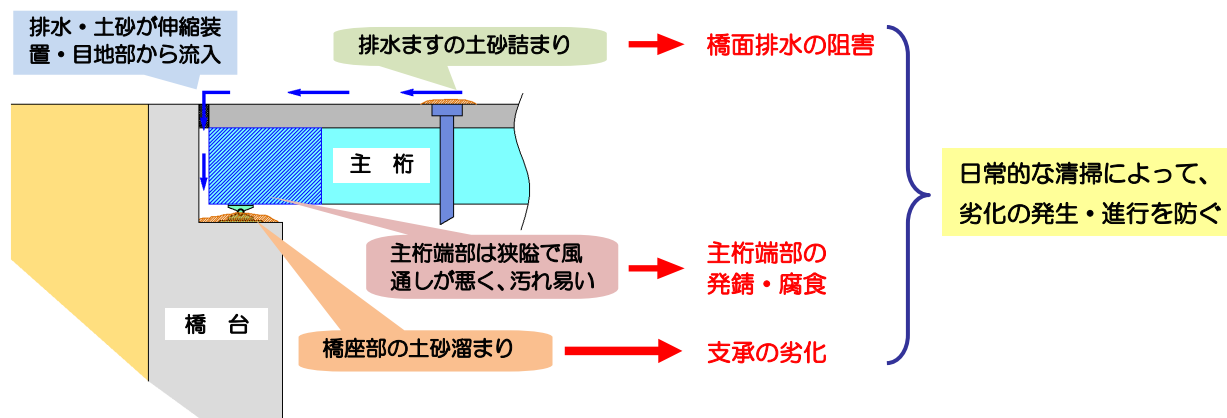 排水・土砂が伸縮装
置・目地部から流入
排水ますの土砂詰まり
橋面排水の阻害
主 桁
日常的な清掃によって、
劣化の発生・進行を防ぐ
主桁端部は狭隘で風
通しが悪く、汚れ易い
主桁端部の
発錆・腐食
橋 台
橋座部の土砂溜まり
支承の劣化